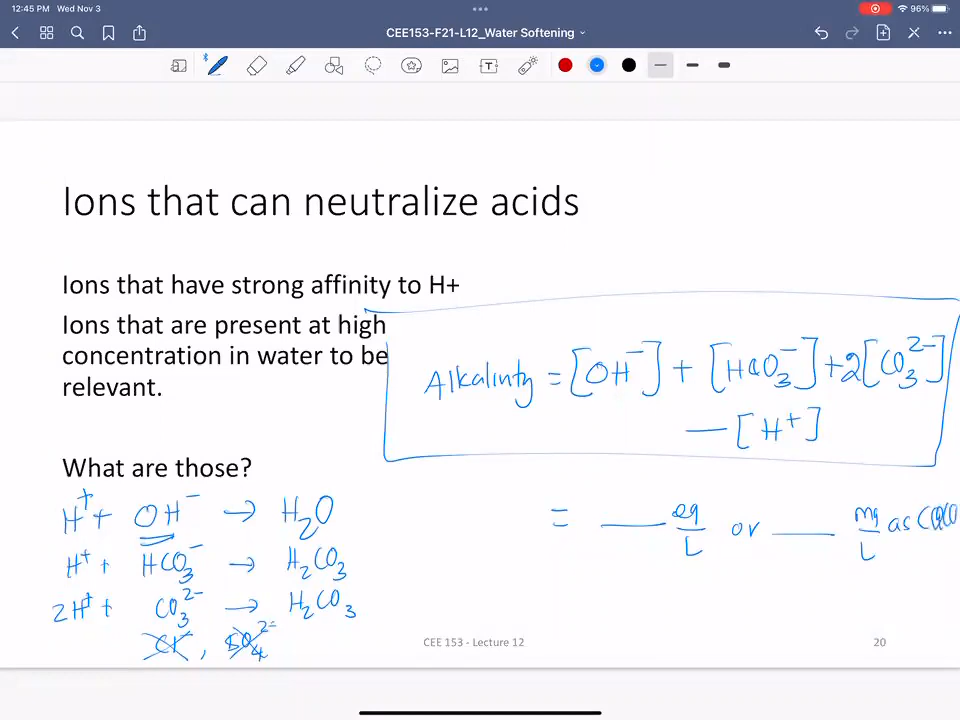 12:45 PM Wed Nov 3
96%
CEE153-F21-L12_Water Softening
Ions that can neutralize acids
Ions that have strong affinity to H+
Ions that are present at high
concentration in water to be
relevant.
Alkalinty = [OH⁻] + [HCO₃⁻] + 2[CO₃²⁻]
— [H⁺]
What are those?
H⁺ + OH⁻ → H₂O
H⁺ + HCO₃⁻ → H₂CO₃
2H⁺ + CO₃²⁻ → H₂CO₃
Cl⁻, SO₄²⁻
= ___ eq/L or ___ mg/L as
CEE 153 - Lecture 12
20